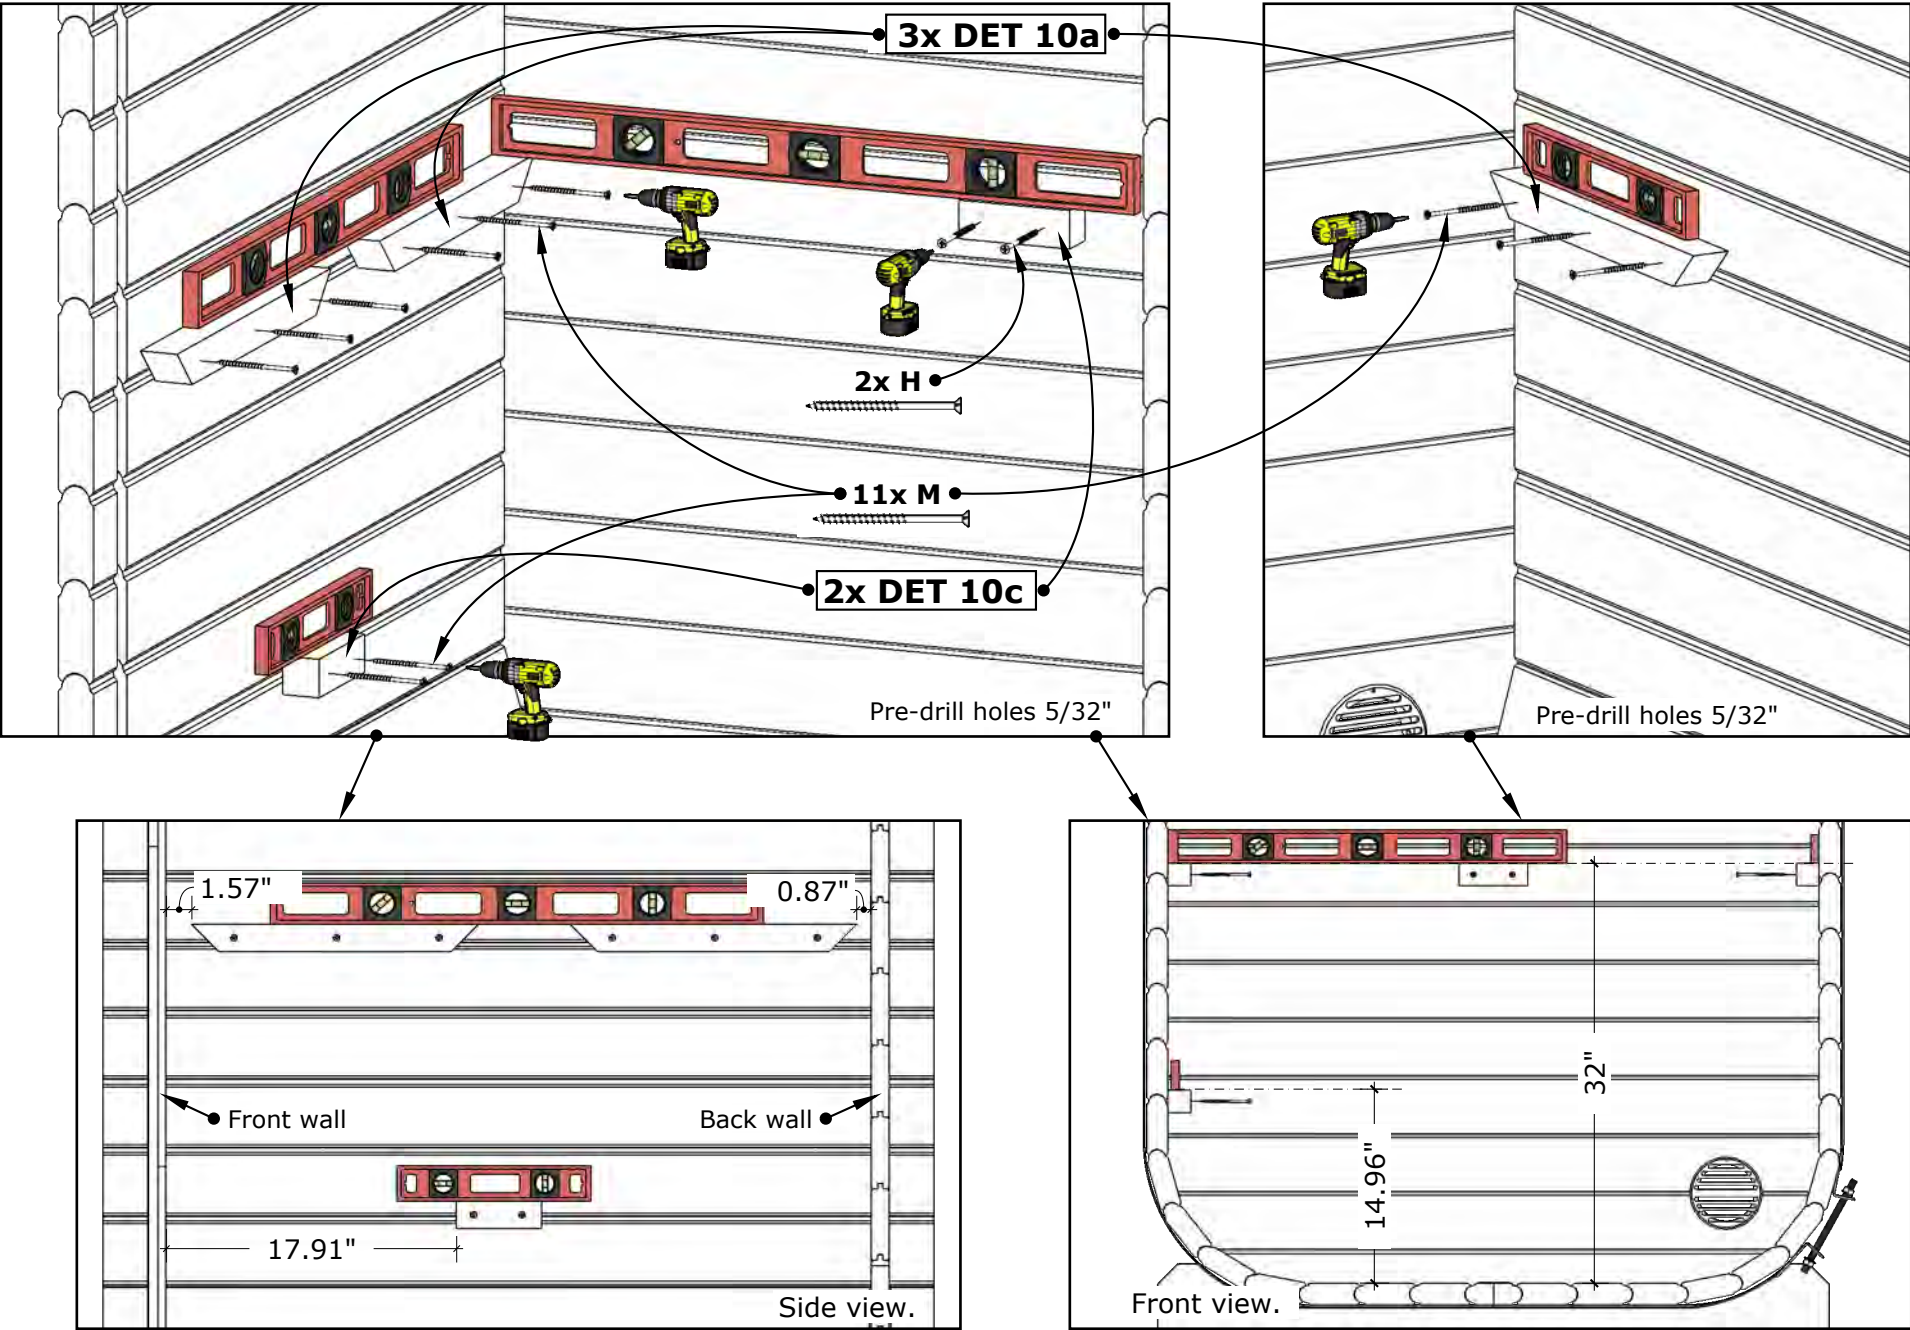 3x DET 10a
2x H
11x M
2x DET 10c
Pre-drill holes 5/32"
Pre-drill holes 5/32"
1.57"
0.87"
Front wall
Back wall
17.91"
Side view.
32"
14.96"
Front view.